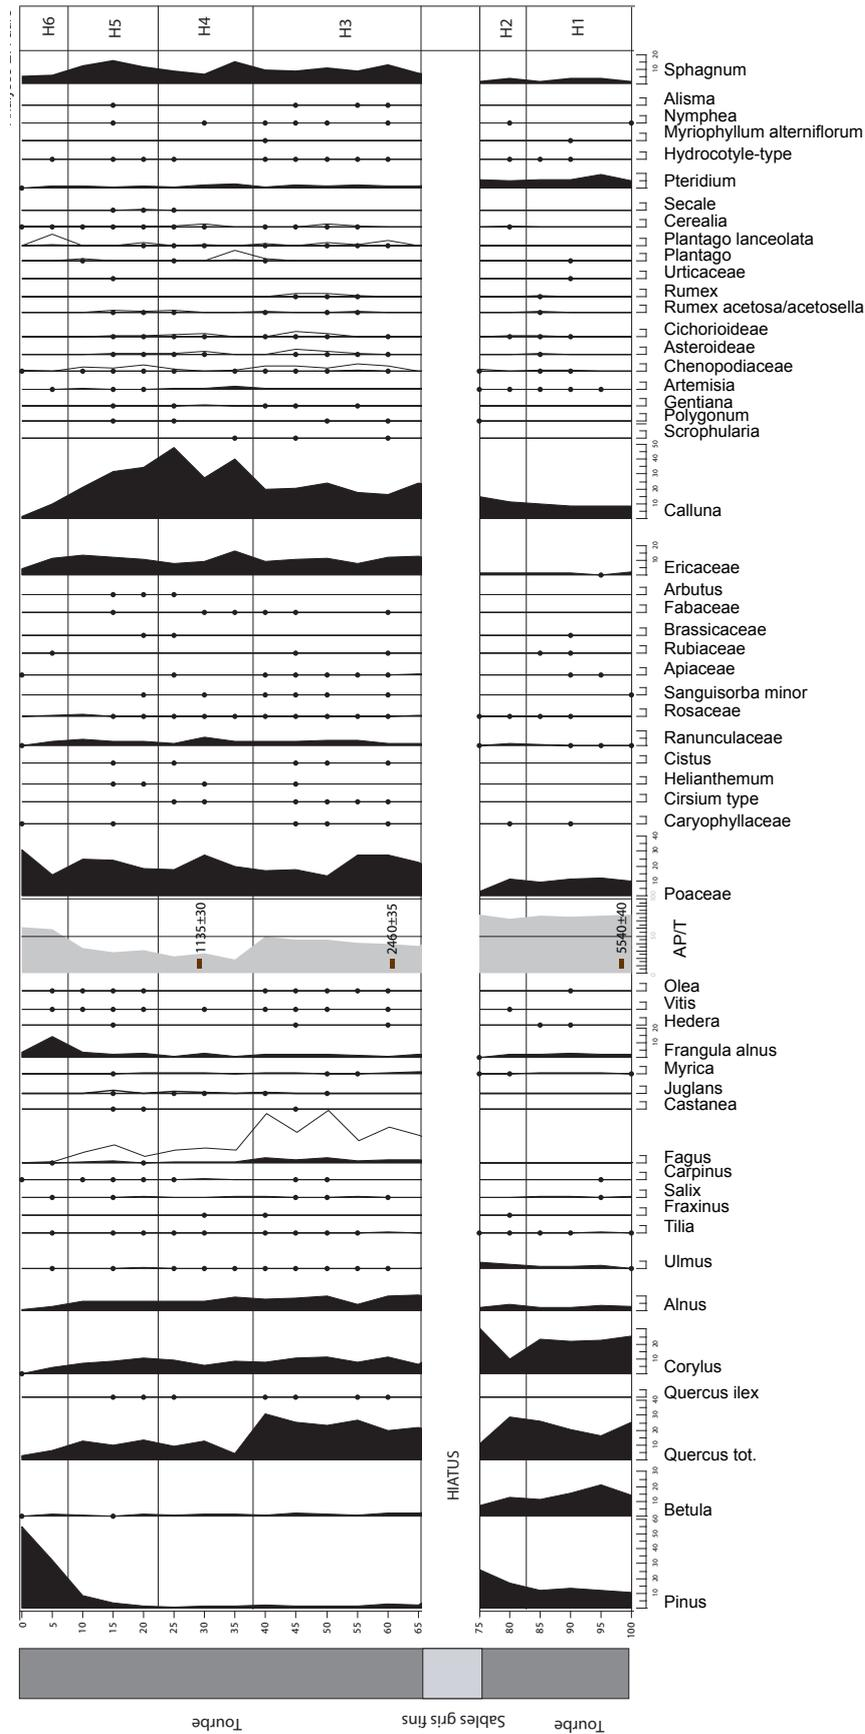 H6
H5
H4
H3
H2
H1
Sphagnum
Alisma
Nymphea
Myriophyllum alterniflorum
Hydrocotyle-type
Pteridium
Secale
Cerealia
Plantago lanceolata
Plantago
Urticaceae
Rumex
Rumex acetosa/acetosella
Cichorioideae
Asteroideae
Chenopodiaceae
Artemisia
Gentiana
Polygonum
Scrophularia
Calluna
Ericaceae
Arbutus
Fabaceae
Brassicaceae
Rubiaceae
Apiaceae
Sanguisorba minor
Rosaceae
Ranunculaceae
Cistus
Helianthemum
Cirsium type
Caryophyllaceae
Poaceae
AP/T
1135±30
2460±35
5540±40
Olea
Vitis
Hedera
Frangula alnus
Myrica
Juglans
Castanea
Fagus
Carpinus
Salix
Fraxinus
Tilia
Ulmus
Alnus
Corylus
Quercus ilex
Quercus tot.
Betula
Pinus
HIATUS
0 5 10 15 20 25 30 35 40 45 50 55 60 65 75 80 85 90 95 100
Tourbe
Sables gris fins
Tourbe